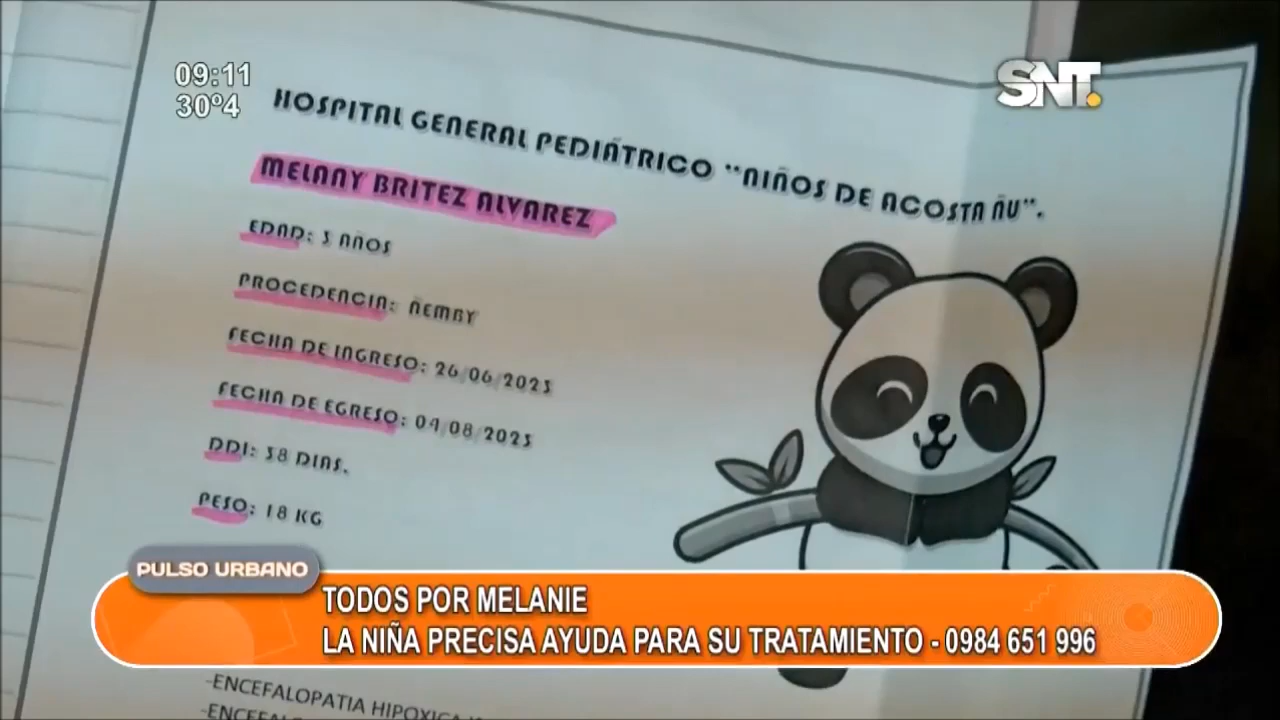 09:11
30º4
SNT.
HOSPITAL GENERAL PEDIÁTRICO "NIÑOS DE ACOSTA ÑU".
MELANY BRITEZ ALVAREZ
EDAD: 3 AÑOS
PROCEDENCIA: ÑEMBY
FECHA DE INGRESO: 26/06/2023
FECHA DE EGRESO: 04/08/2023
DDI: 38 DIAS.
PESO: 18 KG
PULSO URBANO
TODOS POR MELANIE
LA NIÑA PRECISA AYUDA PARA SU TRATAMIENTO - 0984 651 996
-ENCEFALOPATIA HIPOXICA